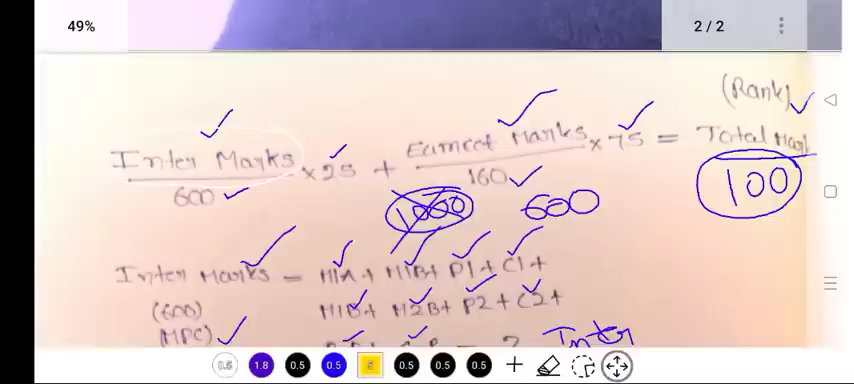 49%
2 / 2
(Rank)
Inter Marks × 25 + Eamcet Marks × 75 = Total Mark
600
160
100
1000
600
Inter Marks = M1A + M1B + P1 + C1 +
(600)
M1B + M2B + P2 + C2 +
MPC)
= ?
Inter
0.5 1.8 0.5 0.5 5 0.5 0.5 0.5